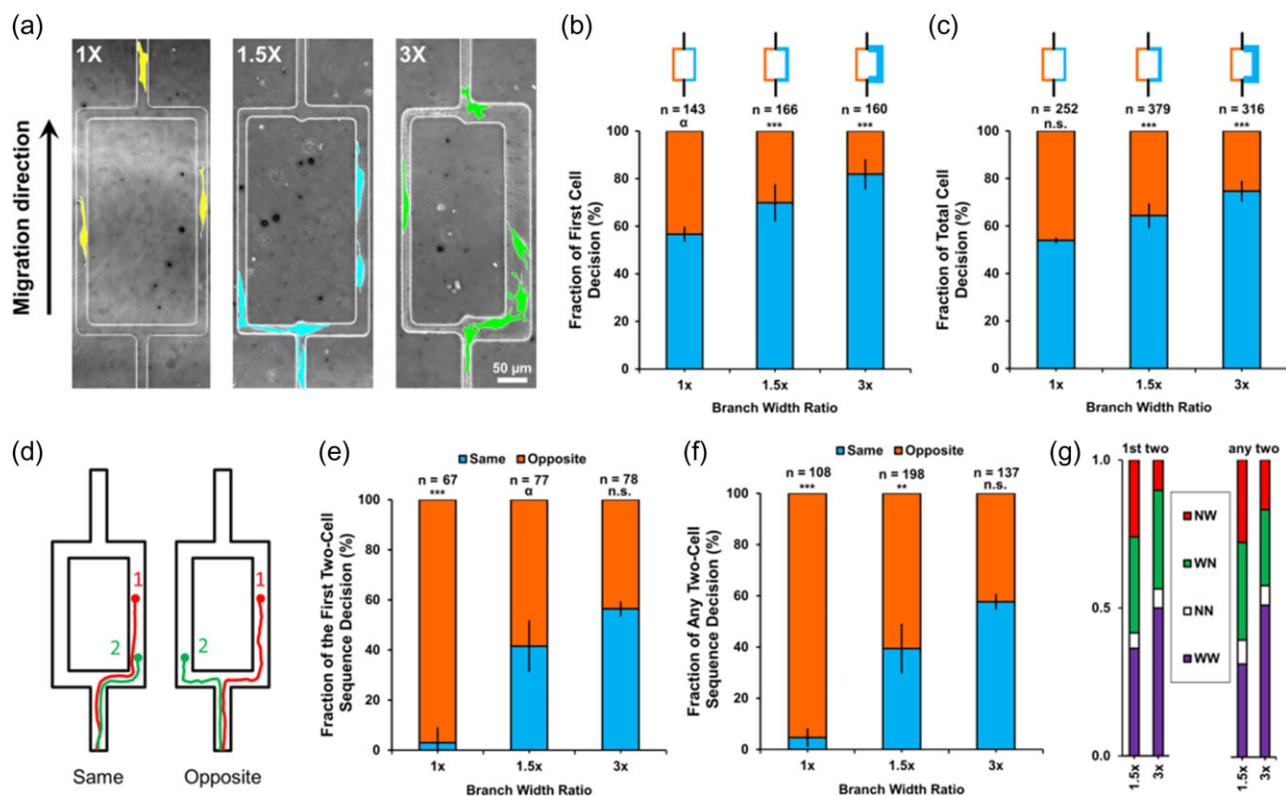 (a)
1X
1.5X
3X
Migration direction
50 µm
(b)
n = 143
n = 166
n = 160
α
***
***
Fraction of First Cell
Decision (%)
100
80
60
40
20
0
1x
1.5x
3x
Branch Width Ratio
(c)
n = 252
n = 379
n = 316
n.s.
***
***
Fraction of Total Cell
Decision (%)
100
80
60
40
20
0
1x
1.5x
3x
Branch Width Ratio
(d)
1
2
1
2
Same
Opposite
(e)
Same
Opposite
n = 67
n = 77
n = 78
***
α
n.s.
Fraction of the First Two-Cell
Sequence Decision (%)
100
80
60
40
20
0
1x
1.5x
3x
Branch Width Ratio
(f)
Same
Opposite
n = 108
n = 198
n = 137
***
**
n.s.
Fraction of Any Two-Cell
Sequence Decision (%)
100
80
60
40
20
0
1x
1.5x
3x
Branch Width Ratio
(g)
1st two
any two
1.0
0.5
0.0
NW
WN
NN
WW
1.5x
3x
1.5x
3x